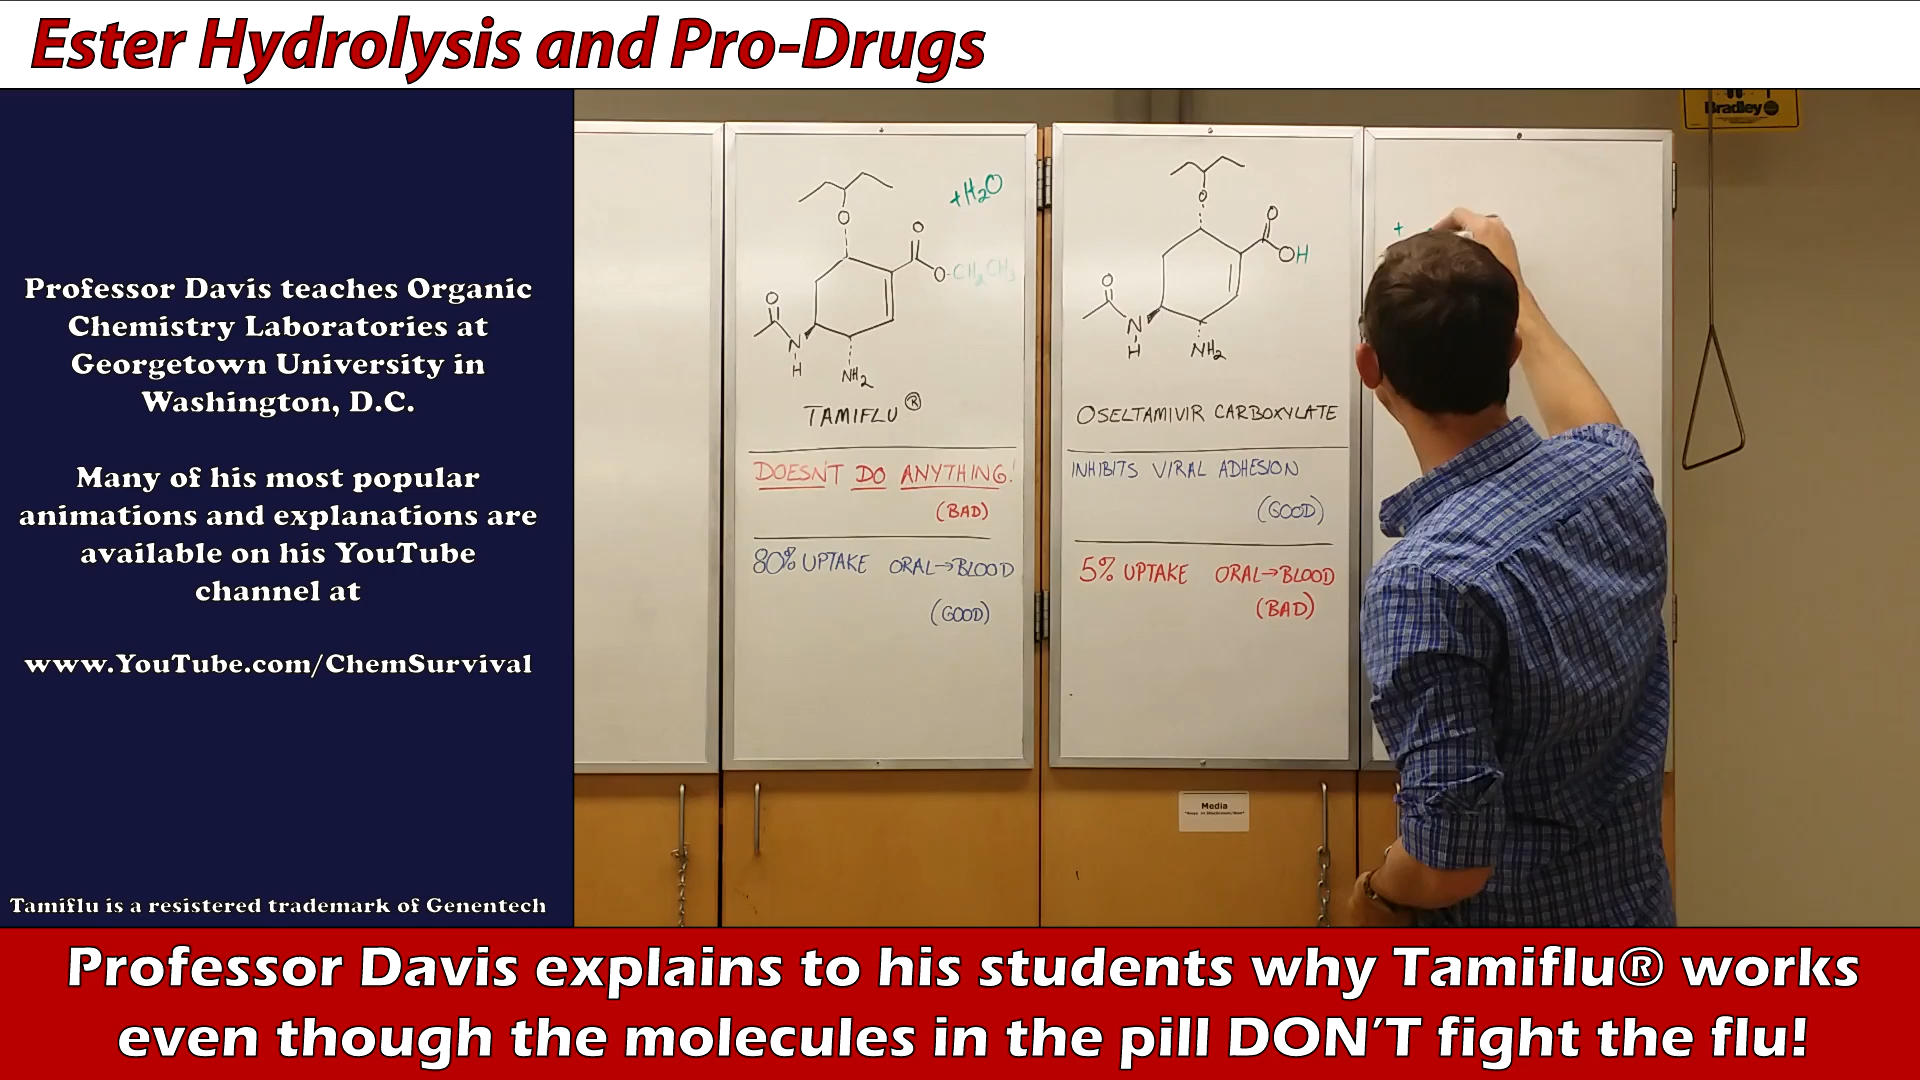 Ester Hydrolysis and Pro-Drugs
Professor Davis teaches Organic
Chemistry Laboratories at
Georgetown University in
Washington, D.C.
Many of his most popular
animations and explanations are
available on his YouTube
channel at
www.YouTube.com/ChemSurvival
Tamiflu is a resistered trademark of Genentech
+H₂O
O
O
O-CH₂CH₃
O
N
H
NH₂
TAMIFLU ®
DOESN'T DO ANYTHING!
(BAD)
80% UPTAKE ORAL→BLOOD
(GOOD)
O
O
OH
O
N
H
NH₂
OSELTAMIVIR CARBOXYLATE
INHIBITS VIRAL ADHESION
(GOOD)
5% UPTAKE ORAL→BLOOD
(BAD)
+
Bradley
Media
Professor Davis explains to his students why Tamiflu® works
even though the molecules in the pill DON'T fight the flu!